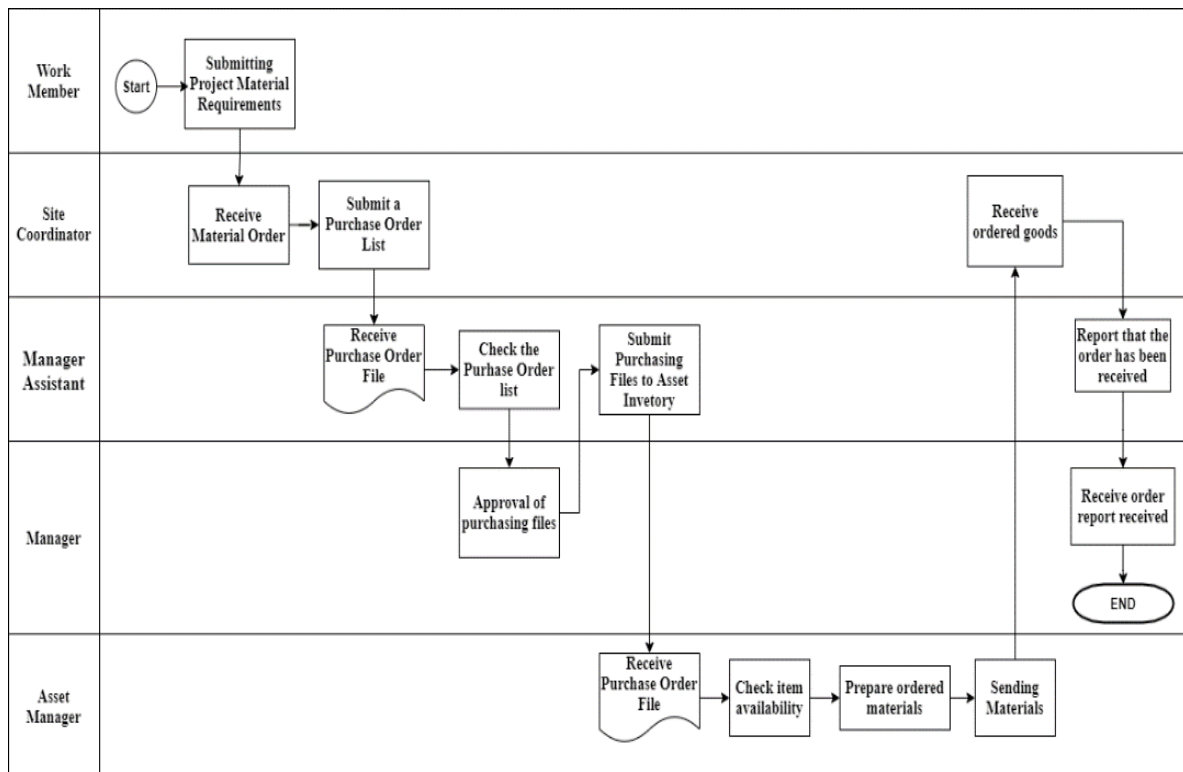 Work
Member
Start
Submitting
Project Material
Requirements
Site
Coordinator
Receive
Material Order
Submit a
Purchase Order
List
Receive
ordered goods
Manager
Assistant
Receive
Purchase Order
File
Check the
Purhase Order
list
Submit
Purchasing
Files to Asset
Invetory
Report that the
order has been
received
Manager
Approval of
purchasing files
Receive order
report received
END
Asset
Manager
Receive
Purchase Order
File
Check item
availability
Prepare ordered
materials
Sending
Materials